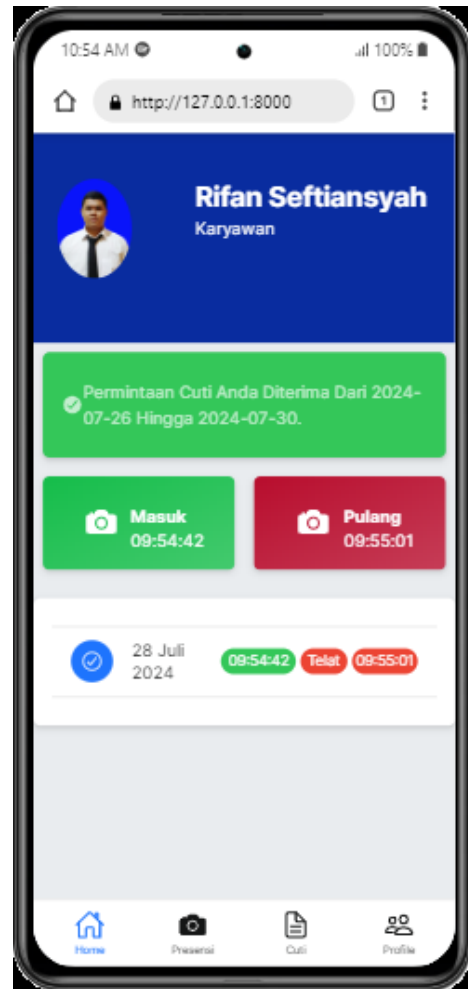 10:54 AM
100%
http://127.0.0.1:8000
1
Rifan Seftiansyah
Karyawan
Permintaan Cuti Anda Diterima Dari 2024-
07-26 Hingga 2024-07-30.
Masuk
09:54:42
Pulang
09:55:01
28 Juli
2024
09:54:42 Telat 09:55:01
Home Presensi Cuti Profile